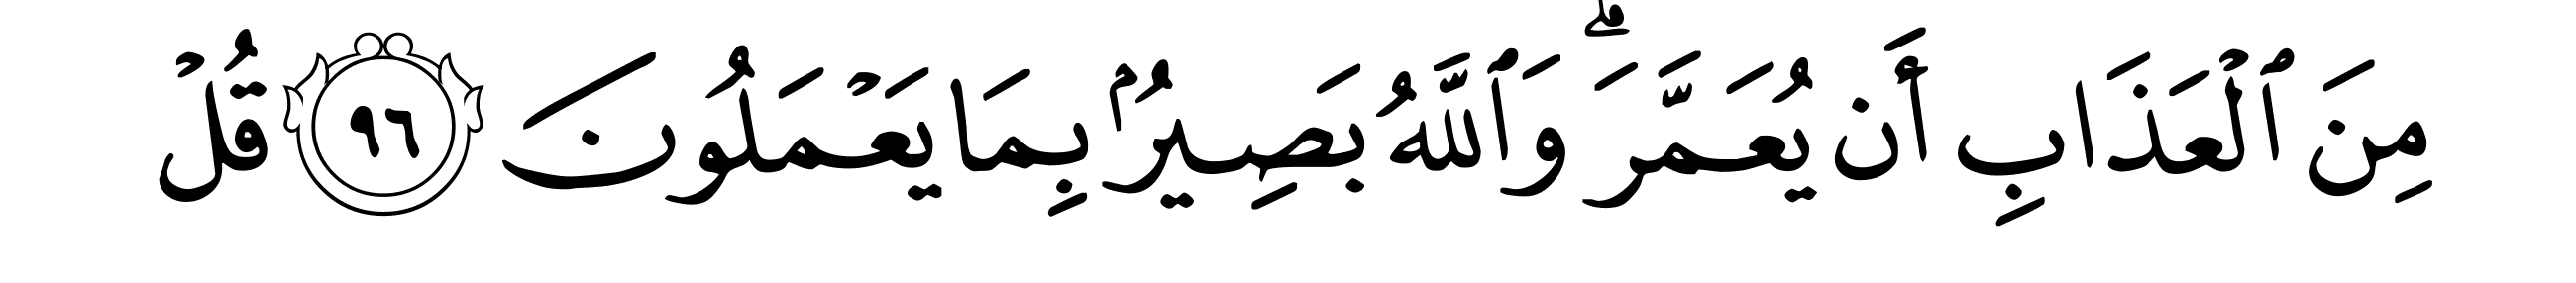 مِنَ ٱلْعَذَابِ أَن يُعَمَّرَ ۗ وَٱللَّهُ بَصِيرٌۢ بِمَا يَعْمَلُونَ ٩٦ قُلْ